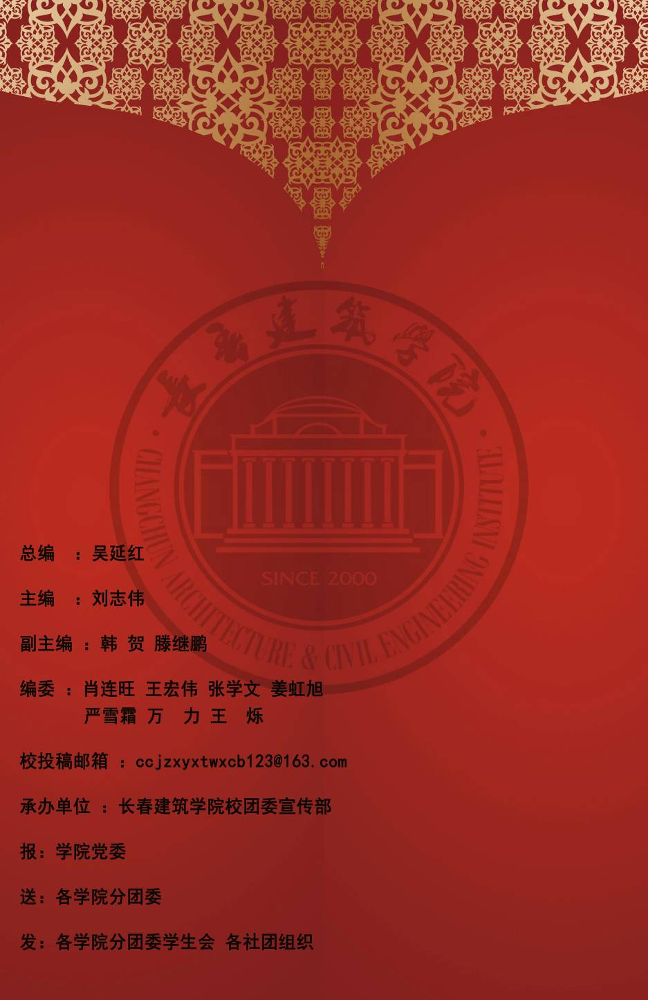 长春建筑学院
CHANGCHUN ARCHITECTURE & CIVIL ENGINEERING INSTITUTE
SINCE 2000
总编 ：吴延红
主编 ：刘志伟
副主编 ：韩 贺 滕继鹏
编委 ：肖连旺 王宏伟 张学文 姜虹旭
严雪霜 万 力 王 烁
校投稿邮箱 ：ccjzxyxtwxcb123@163.com
承办单位 ：长春建筑学院校团委宣传部
报：学院党委
送：各学院分团委
发：各学院分团委学生会 各社团组织